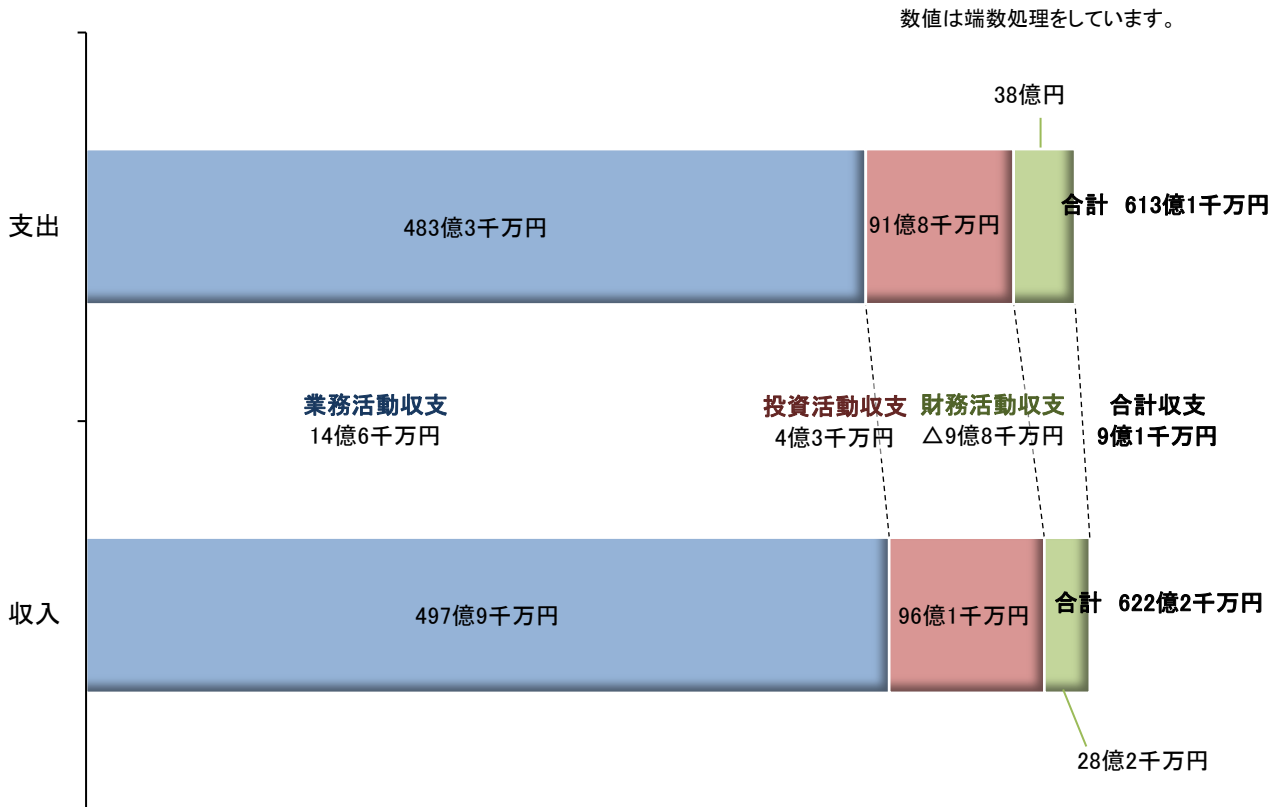 数値は端数処理をしています。
38億円
支出
483億3千万円
91億8千万円
合計 613億1千万円
業務活動収支
14億6千万円
投資活動収支
4億3千万円
財務活動収支
△9億8千万円
合計収支
9億1千万円
収入
497億9千万円
96億1千万円
合計 622億2千万円
28億2千万円